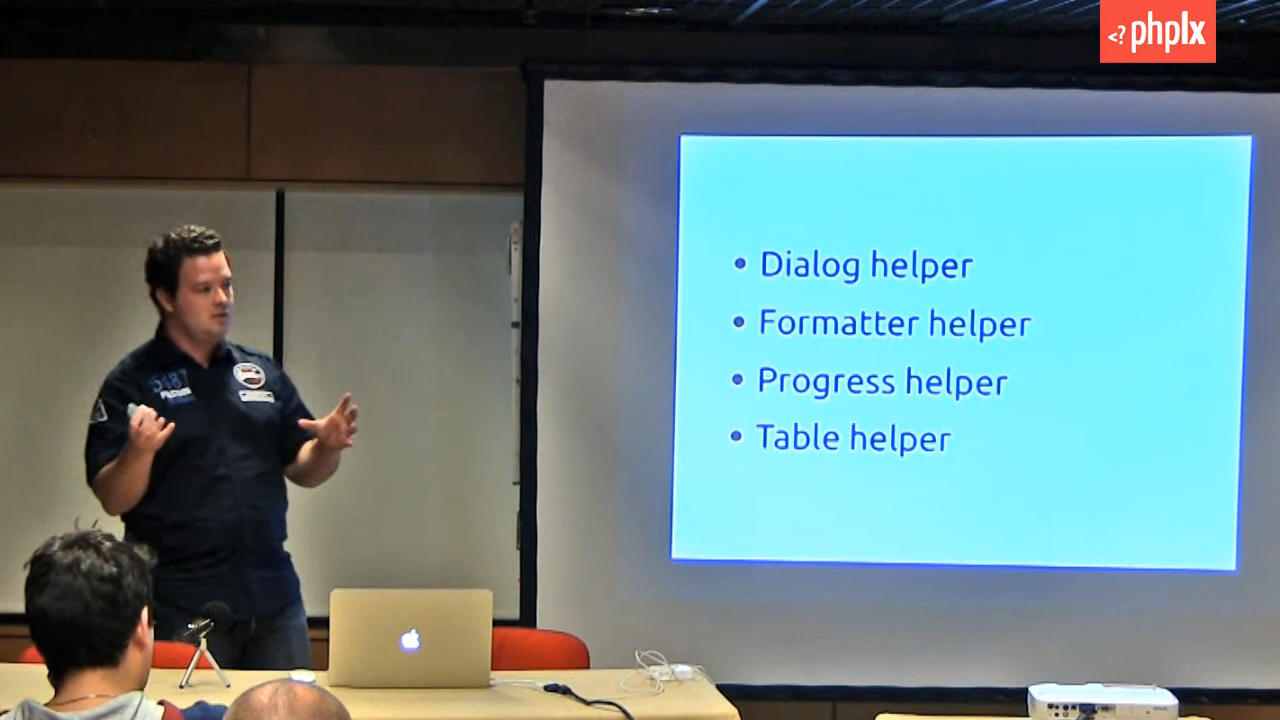 <? phplx
• Dialog helper
• Formatter helper
• Progress helper
• Table helper